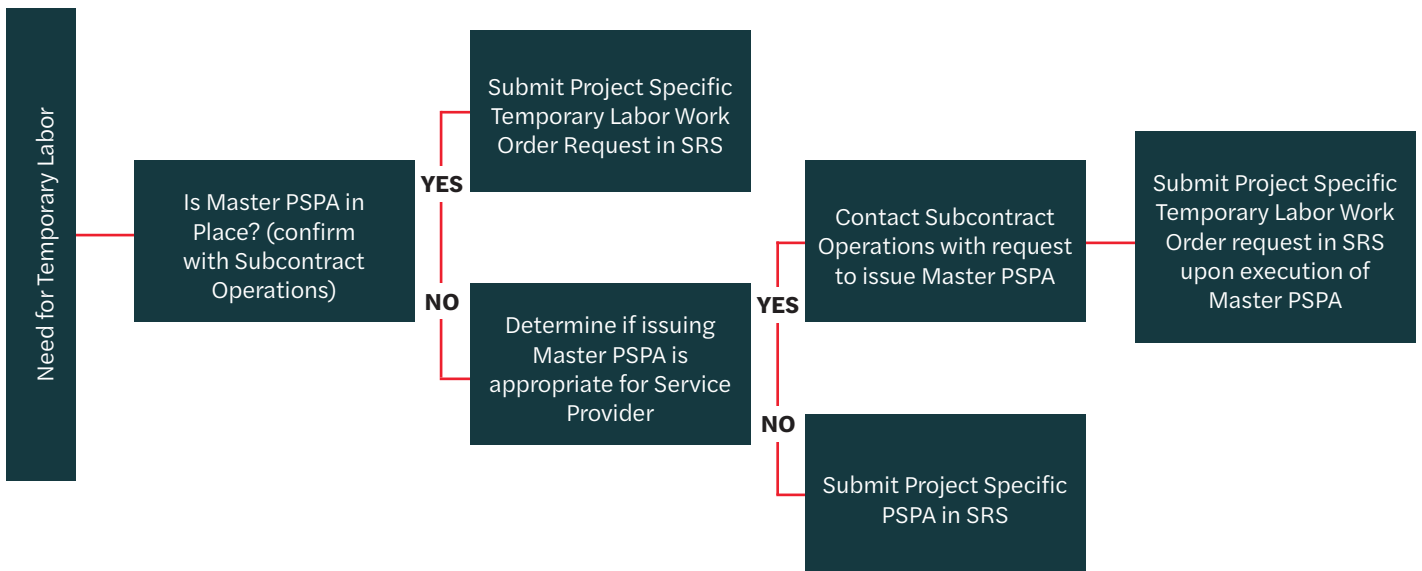 Need for Temporary Labor
Is Master PSPA in
Place? (confirm
with Subcontract
Operations)
YES
Submit Project Specific
Temporary Labor Work
Order Request in SRS
NO
Determine if issuing
Master PSPA is
appropriate for Service
Provider
YES
Contact Subcontract
Operations with request
to issue Master PSPA
Submit Project Specific
Temporary Labor Work
Order request in SRS
upon execution of
Master PSPA
NO
Submit Project Specific
PSPA in SRS